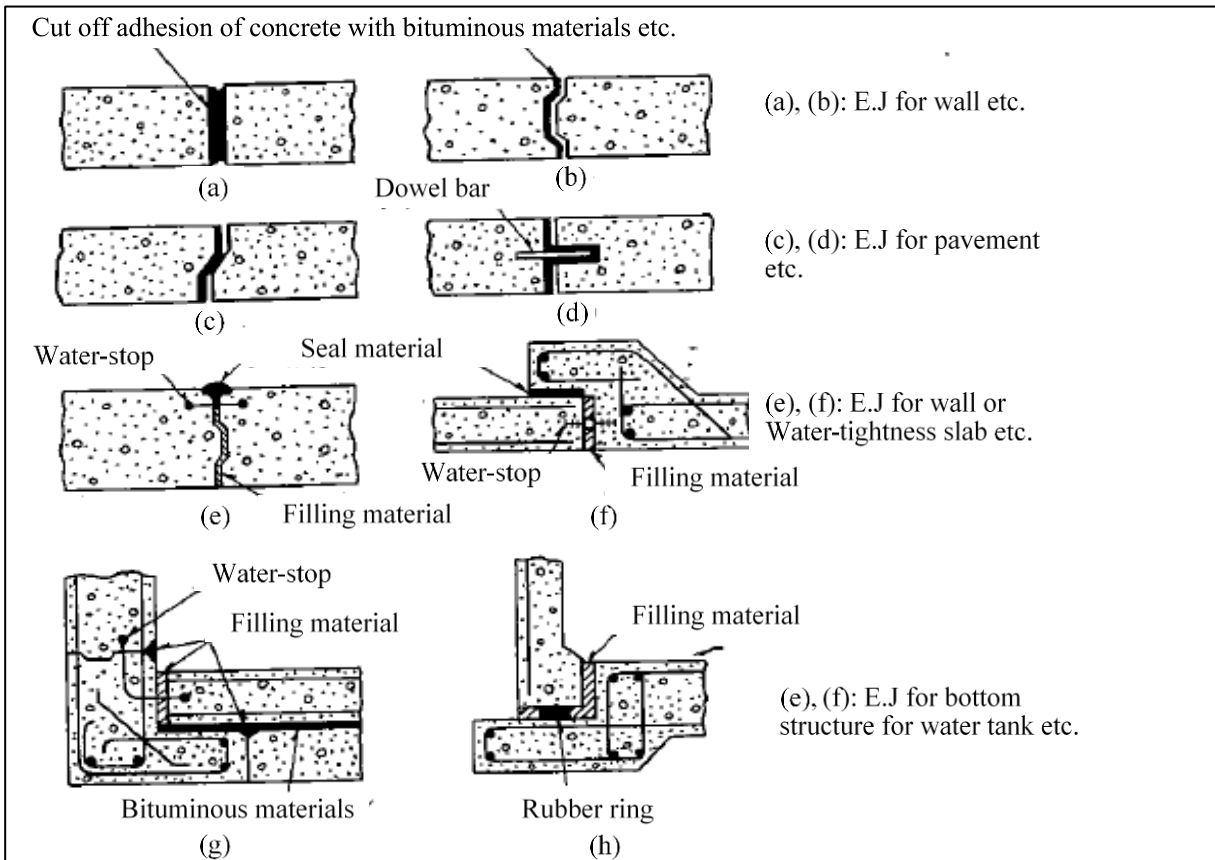 Cut off adhesion of concrete with bituminous materials etc.
(a), (b): E.J for wall etc.
(a)
(b)
Dowel bar
(c), (d): E.J for pavement
etc.
(c)
(d)
Water-stop
Seal material
(e), (f): E.J for wall or
Water-tightness slab etc.
Water-stop
Filling material
Filling material
(e)
(f)
Water-stop
Filling material
Filling material
(e), (f): E.J for bottom
structure for water tank etc.
Bituminous materials
Rubber ring
(g)
(h)